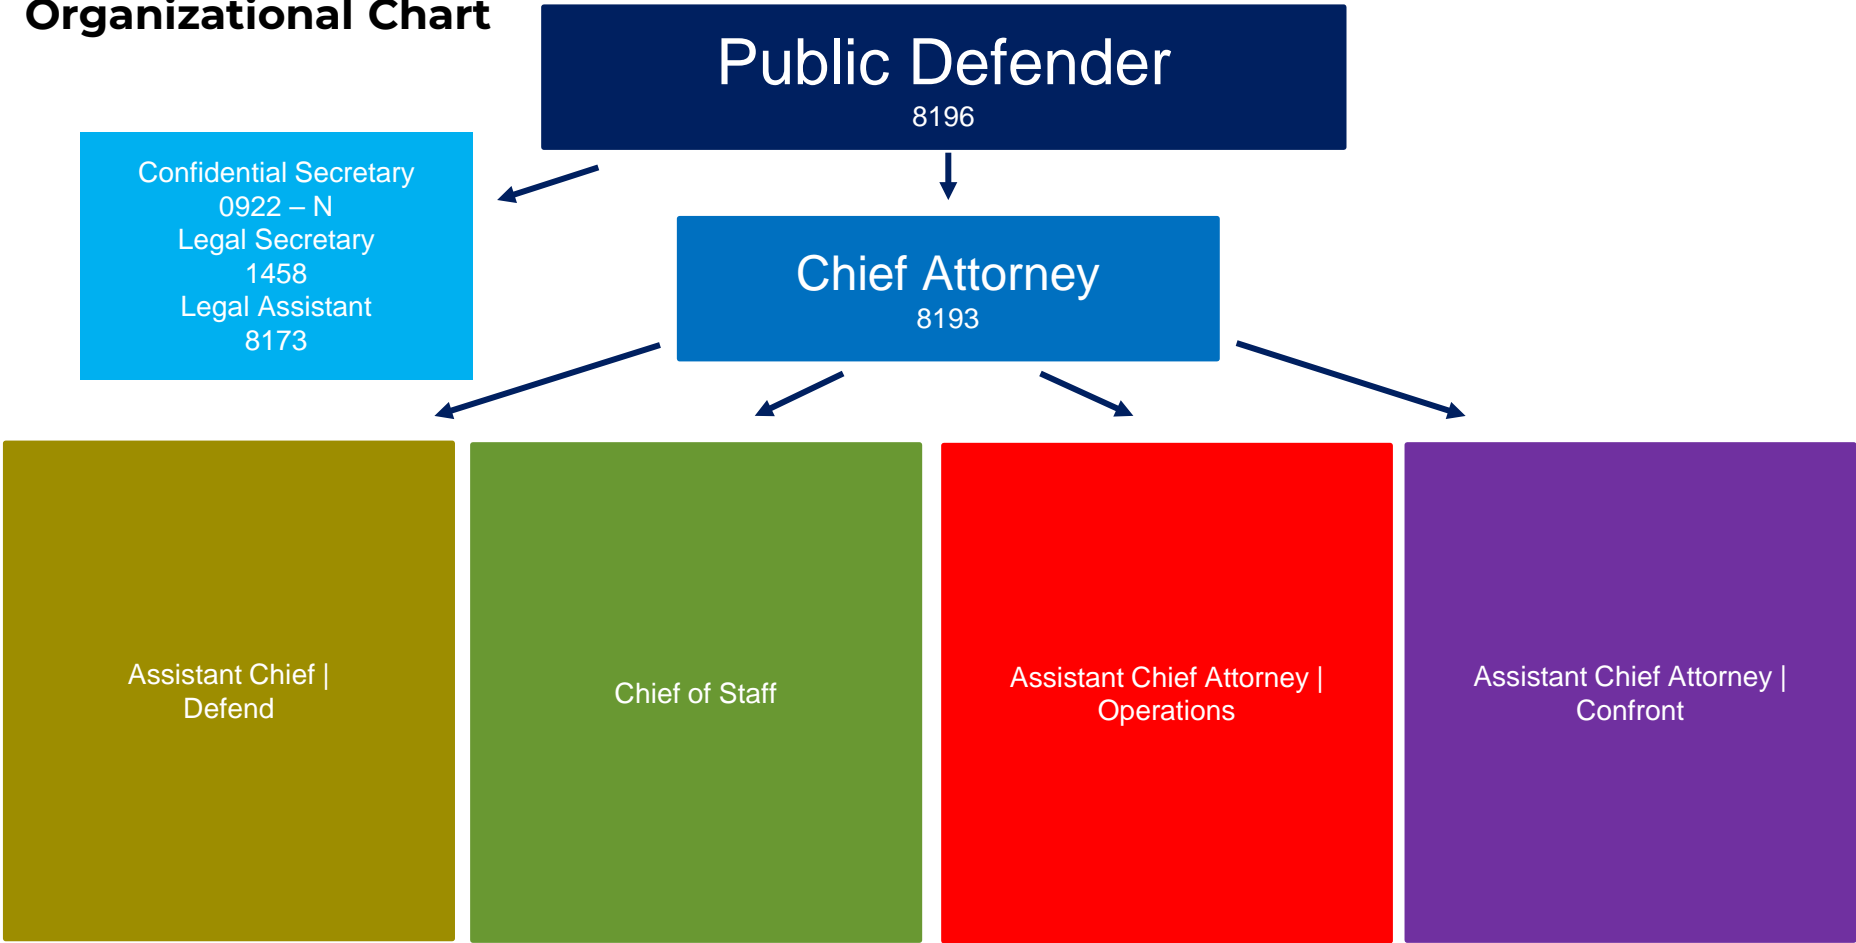 Organizational Chart
Public Defender
8196
Confidential Secretary
0922 – N
Legal Secretary
1458
Legal Assistant
8173
Chief Attorney
8193
Assistant Chief |
Defend
Chief of Staff
Assistant Chief Attorney |
Operations
Assistant Chief Attorney |
Confront